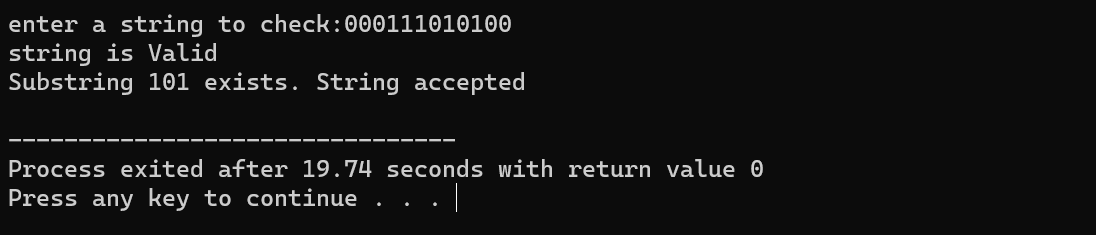 enter a string to check:000111010100
string is Valid
Substring 101 exists. String accepted
--------------------------------
Process exited after 19.74 seconds with return value 0
Press any key to continue . . .